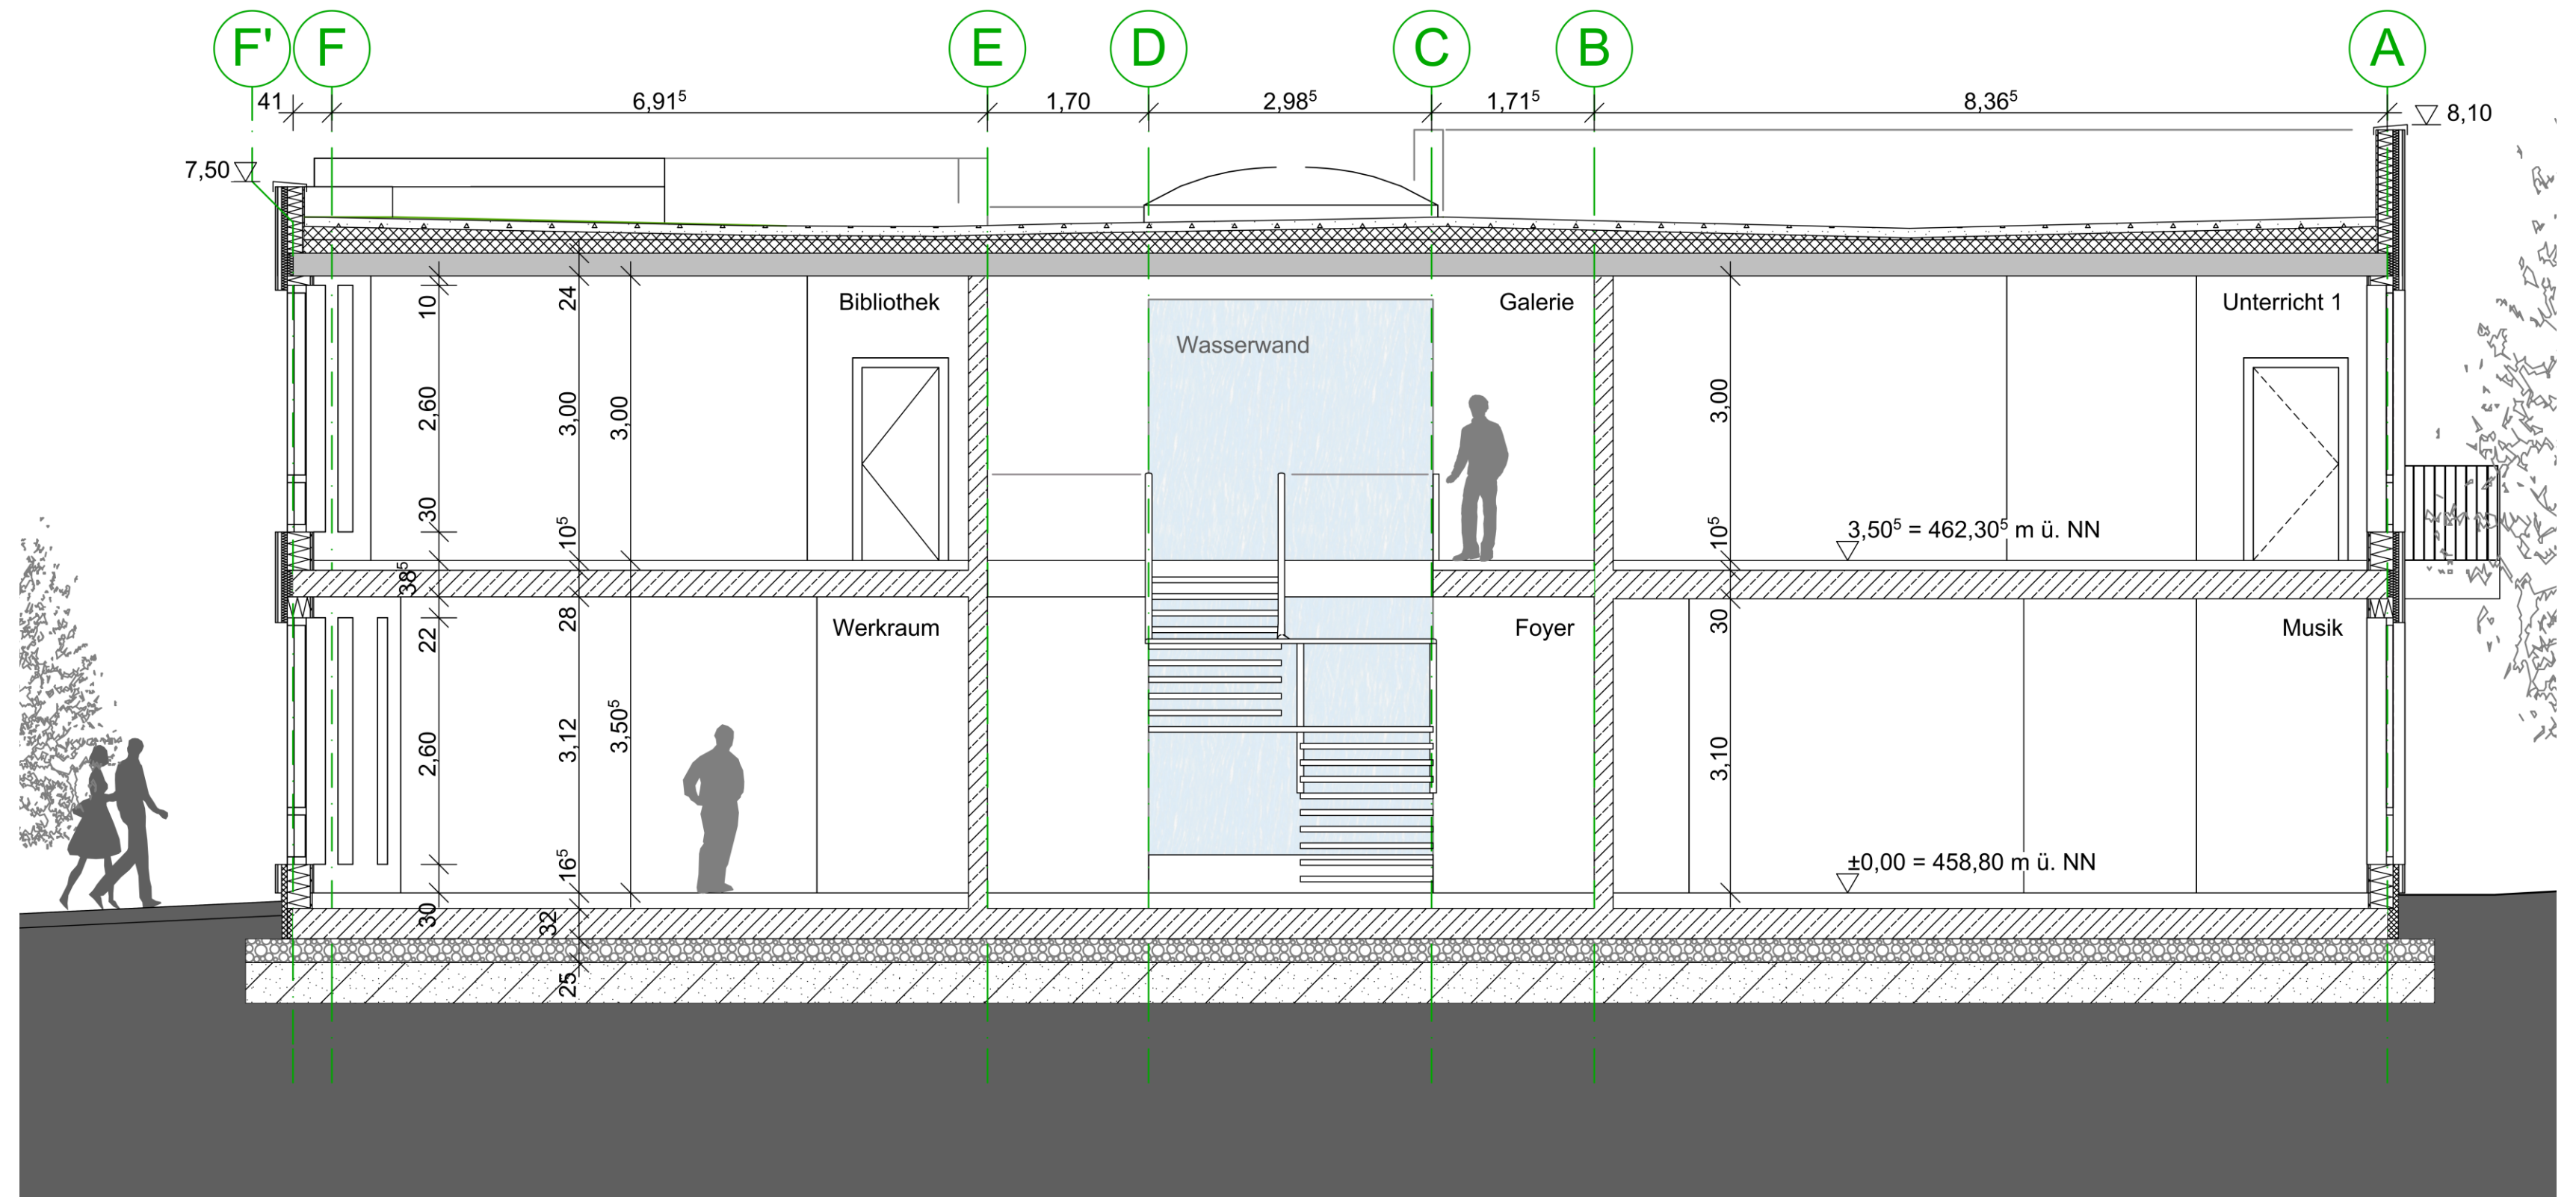 F' F E D C B A
41 6,91⁵ 1,70 2,98⁵ 1,71⁵ 8,36⁵
8,10
7,50
10 24 Bibliothek Galerie Unterricht 1
Wasserwand
2,60 3,00 3,00 3,00
30 10⁵ 10⁵ 3,50⁵ = 462,30⁵ m ü. NN
38⁵
22 28 Werkraum Foyer 30 Musik
2,60 3,12 3,50⁵ 3,10
16⁵ ±0,00 = 458,80 m ü. NN
30 32
25